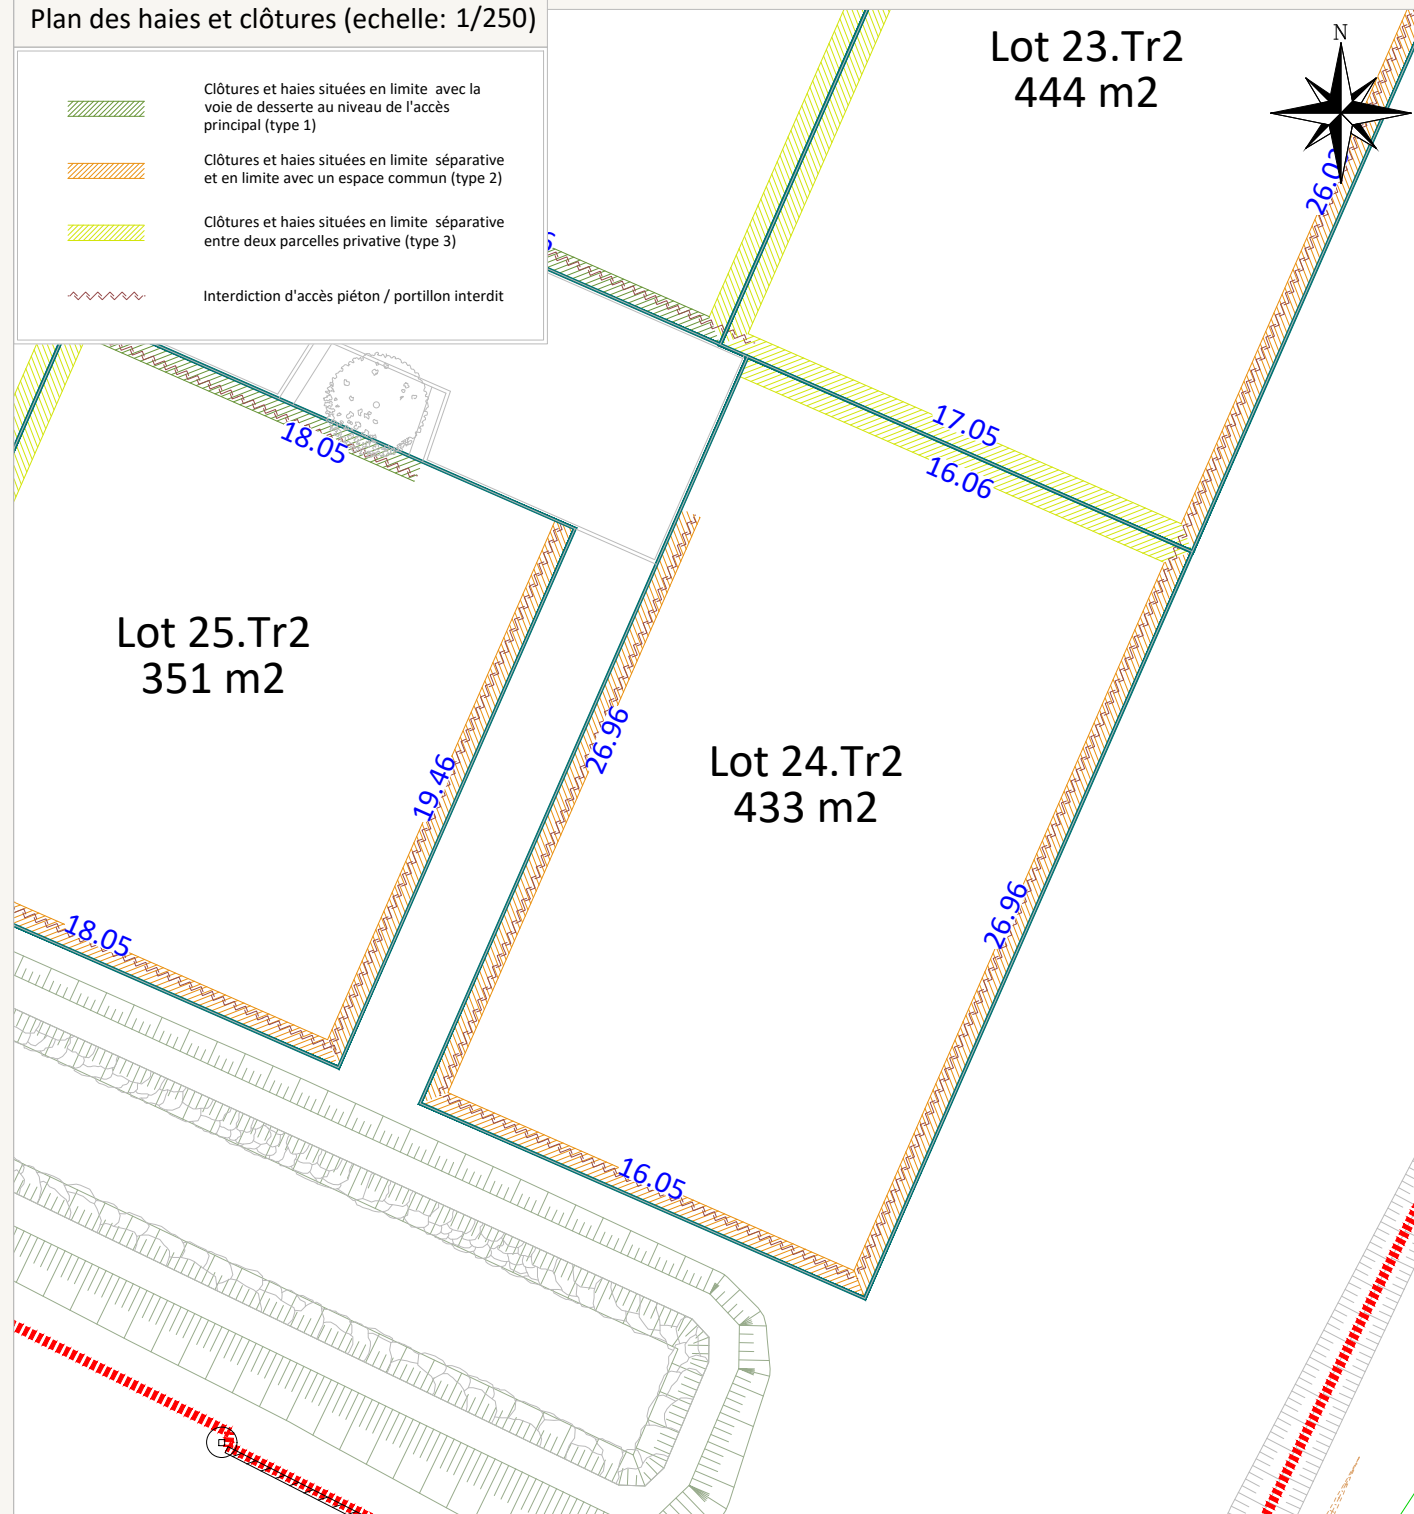 Plan des haies et clôtures (echelle: 1/250)
Clôtures et haies situées en limite avec la
voie de desserte au niveau de l'accès
principal (type 1)
Clôtures et haies situées en limite séparative
et en limite avec un espace commun (type 2)
Clôtures et haies situées en limite séparative
entre deux parcelles privative (type 3)
Interdiction d'accès piéton / portillon interdit
Lot 23.Tr2
444 m2
N
17.05
16.06
18.05
Lot 25.Tr2
351 m2
26.96
19.46
Lot 24.Tr2
433 m2
26.96
18.05
16.05